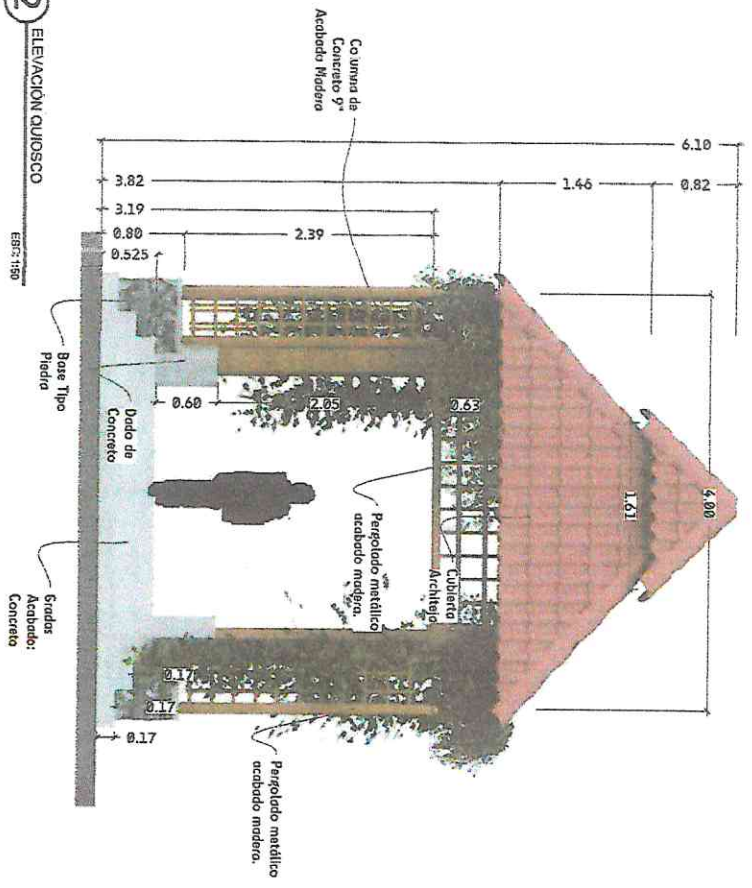 6.10
3.82
1.46
0.82
3.19
0.80
2.39
0.525
Columna de
Concreto 9"
Acabado Madera
4.00
1.61
0.63
2.05
0.60
Cubierta
Architeja
Pergolado metálico
acabado madera.
0.17
0.17
0.17
Pergolado metálico
acabado madera.
Base Tipo
Piedra
Dado de
Concreto
Gradas
Acabado:
Concreto
2
ELEVACIÓN QUIOSCO
ESC: 1:50